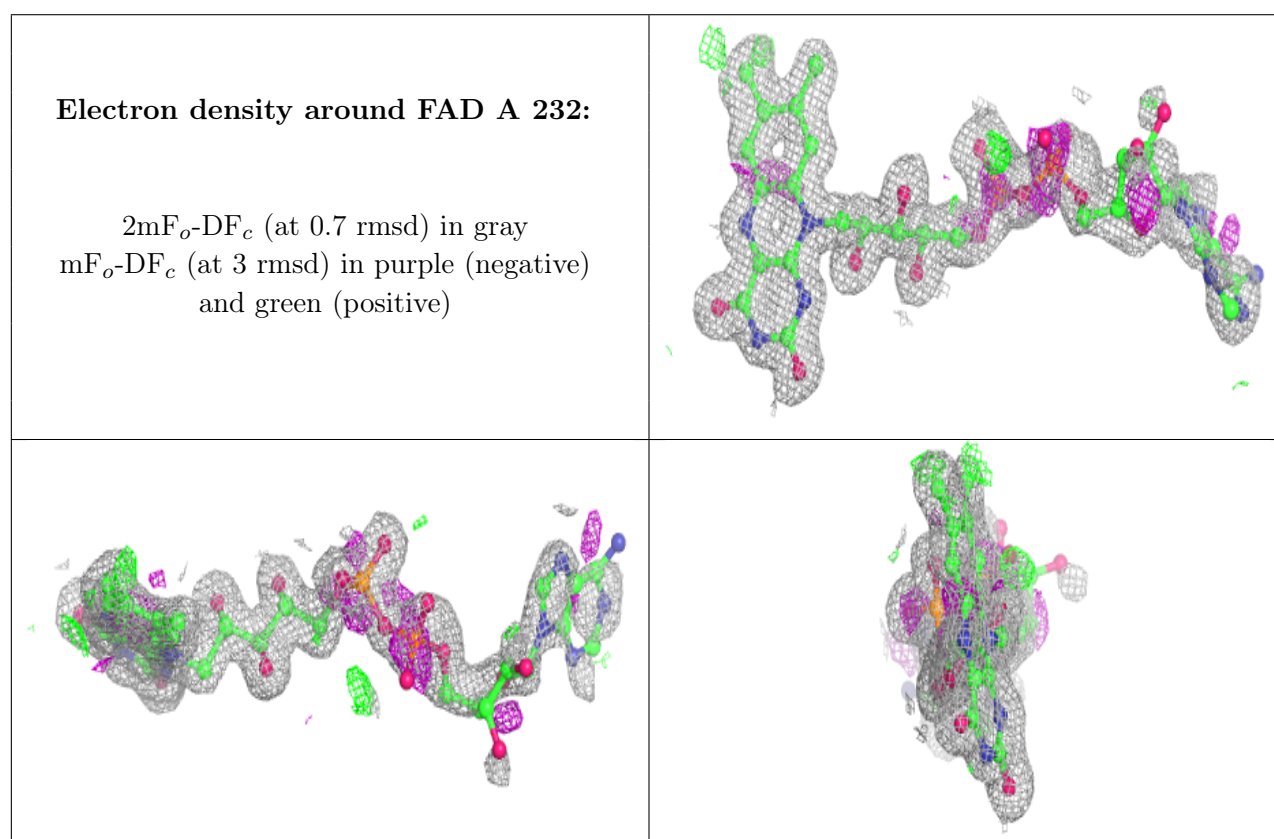 Electron density around FAD A 232:
2mFo-DFc (at 0.7 rmsd) in gray
mFo-DFc (at 3 rmsd) in purple (negative)
and green (positive)